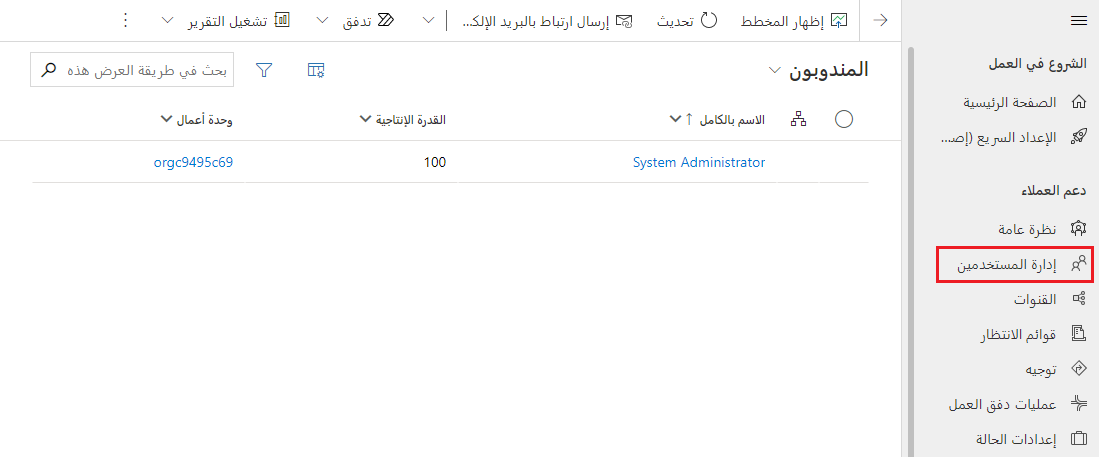 إظهار المخطط
تحديث
إرسال ارتباط بالبريد الإلك...
تدفق
تشغيل التقرير
المندوبون
بحث في طريقة العرض هذه
الاسم بالكامل ↑
القدرة الإنتاجية
وحدة أعمال
System Administrator
100
orgc9495c69
الشروع في العمل
الصفحة الرئيسية
الإعداد السريع (إصـ...
دعم العملاء
نظرة عامة
إدارة المستخدمين
القنوات
قوائم الانتظار
توجيه
عمليات دفق العمل
إعدادات الحالة